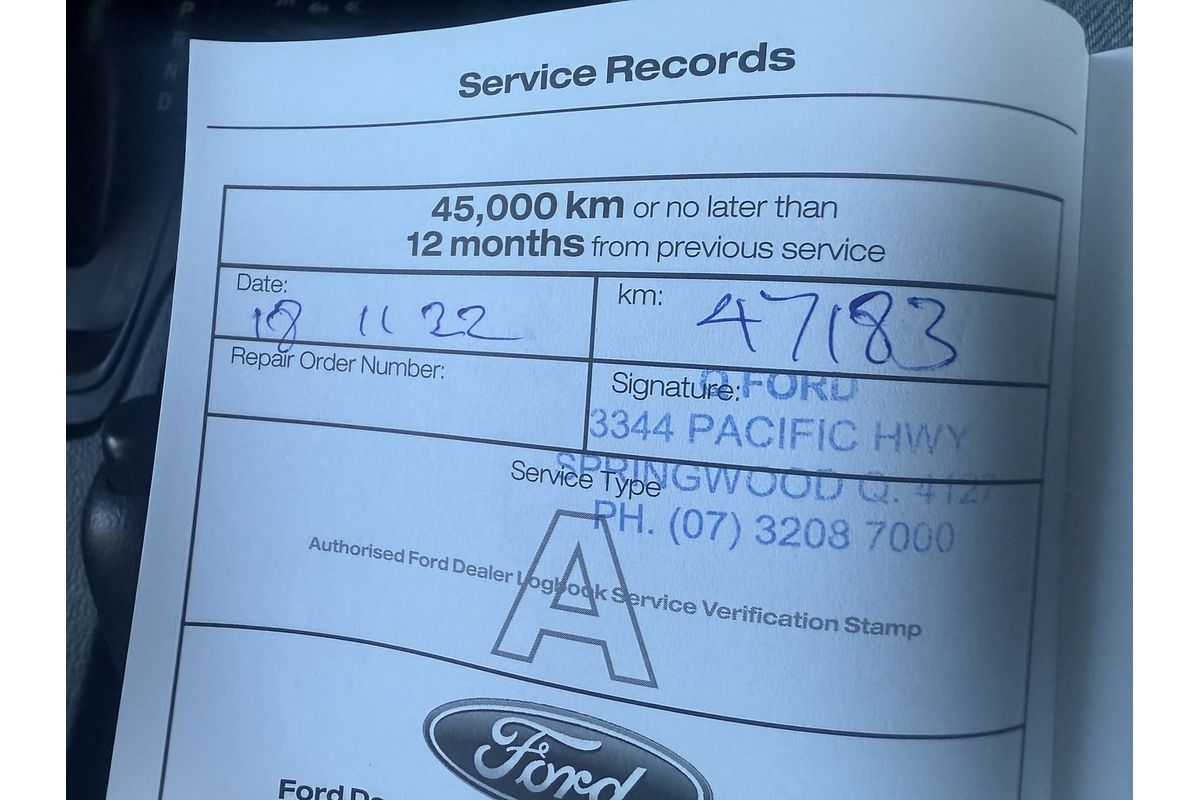 Service Records
45,000 km or no later than
12 months from previous service
Date:
18 11 22
km:
47183
Repair Order Number:
Signature:
Q FORD
3344 PACIFIC HWY
SPRINGWOOD Q. 4127
PH. (07) 3208 7000
Service Type
A
Authorised Ford Dealer Logbook Service Verification Stamp
Ford
Ford